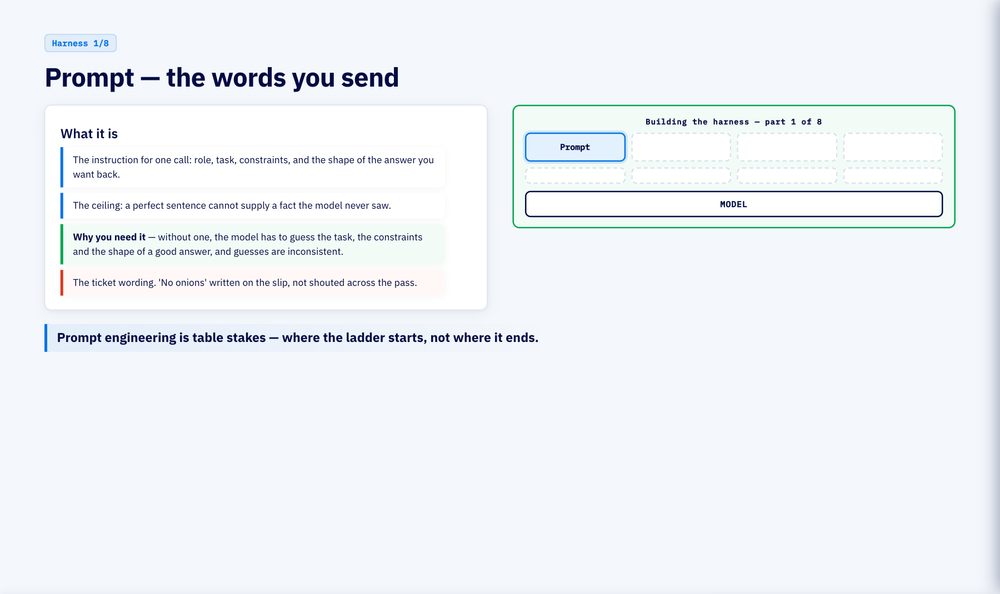 Harness 1/8
Prompt — the words you send
What it is
The instruction for one call: role, task, constraints, and the shape of the answer you
want back.
The ceiling: a perfect sentence cannot supply a fact the model never saw.
Why you need it — without one, the model has to guess the task, the constraints
and the shape of a good answer, and guesses are inconsistent.
The ticket wording. 'No onions' written on the slip, not shouted across the pass.
Building the harness — part 1 of 8
Prompt
MODEL
Prompt engineering is table stakes — where the ladder starts, not where it ends.